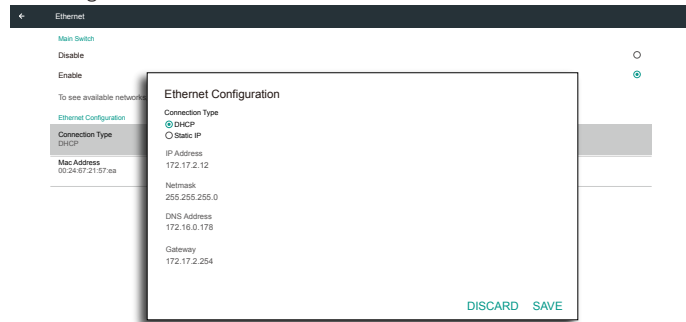 Ethernet
Main Switch
Disable
Enable
To see available networks
Ethernet Configuration
Connection Type
DHCP
Mac Address
00:24:67:21:57:ea
Ethernet Configuration
Connection Type
DHCP
Static IP
IP Address
172.17.2.12
Netmask
255.255.255.0
DNS Address
172.16.0.178
Gateway
172.17.2.254
DISCARD SAVE